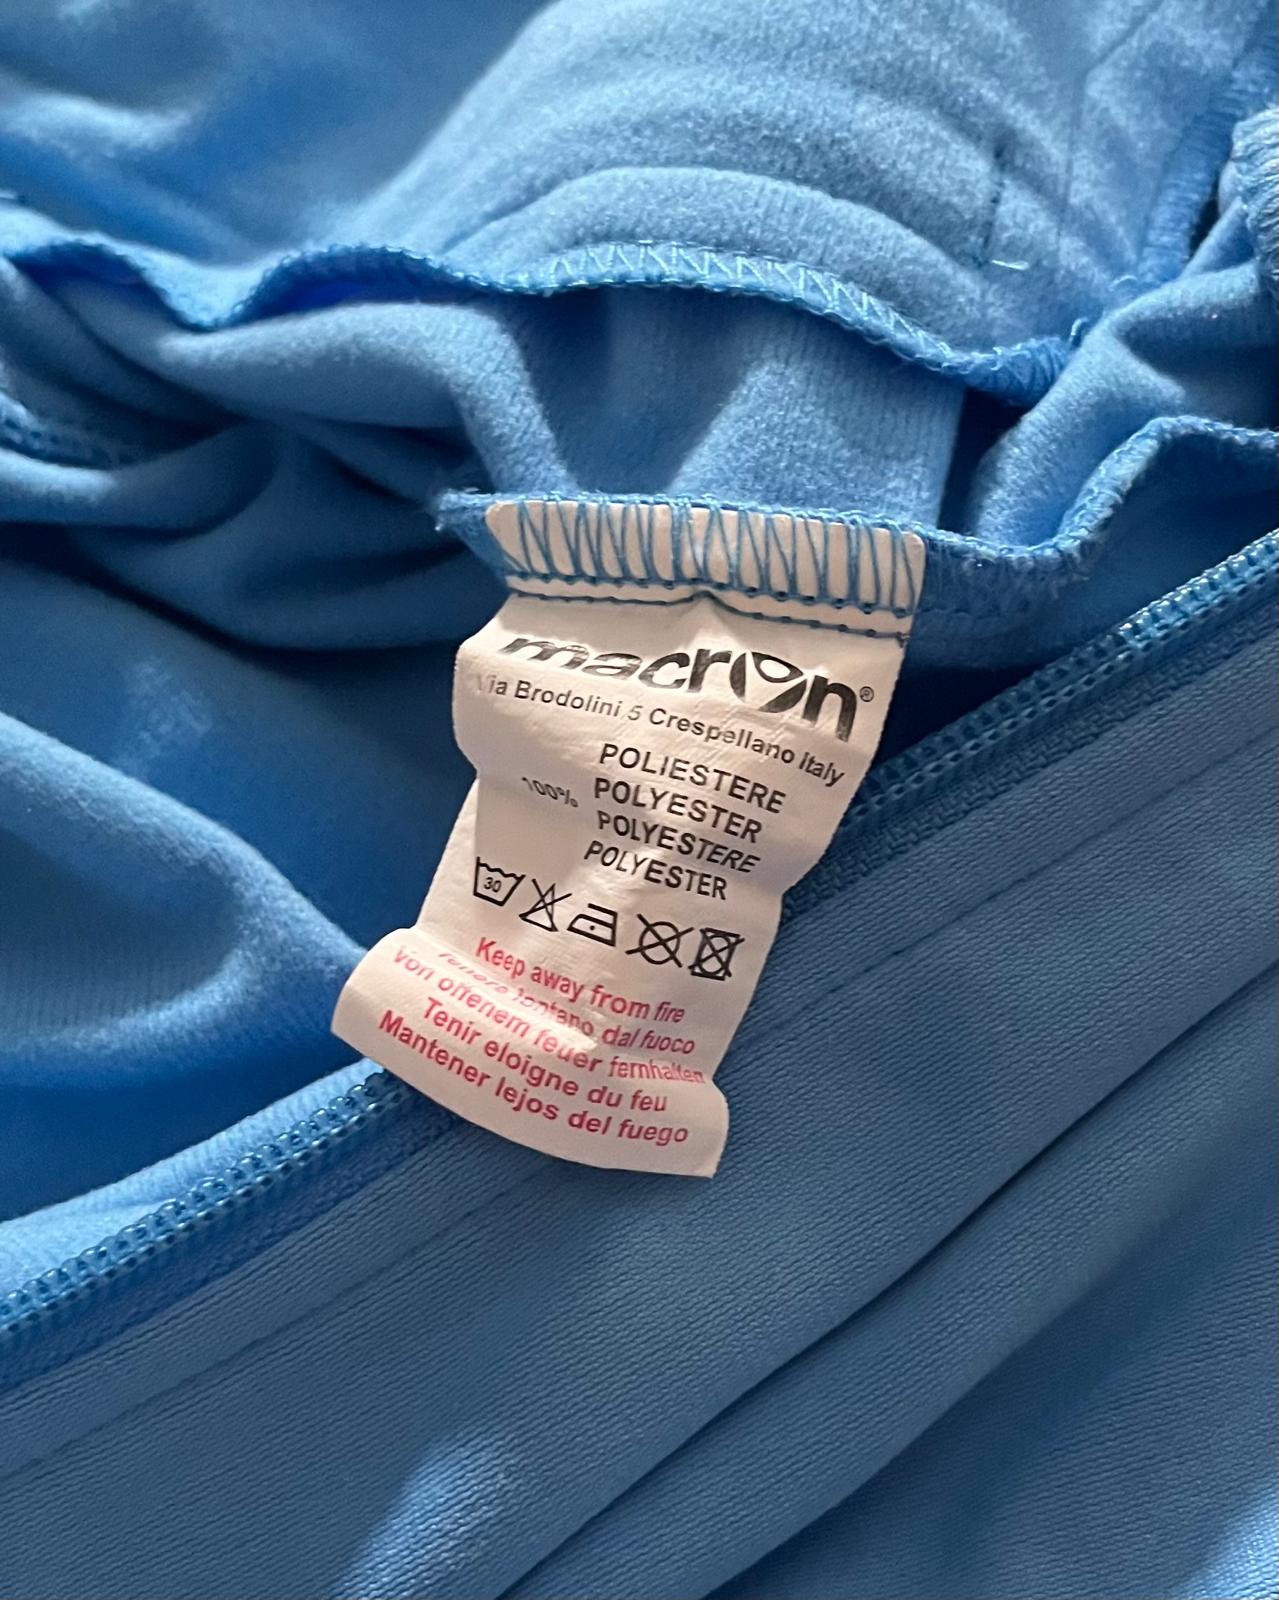 macron®
Via Brodolini 5 Crespellano italy
POLIESTERE
100% POLYESTER
POLYESTERE
POLYESTER
30
Keep away from fire
Tenere lontano dal fuoco
Von offenem feuer fernhalten
Tenir eloigne du feu
Mantener lejos del fuego